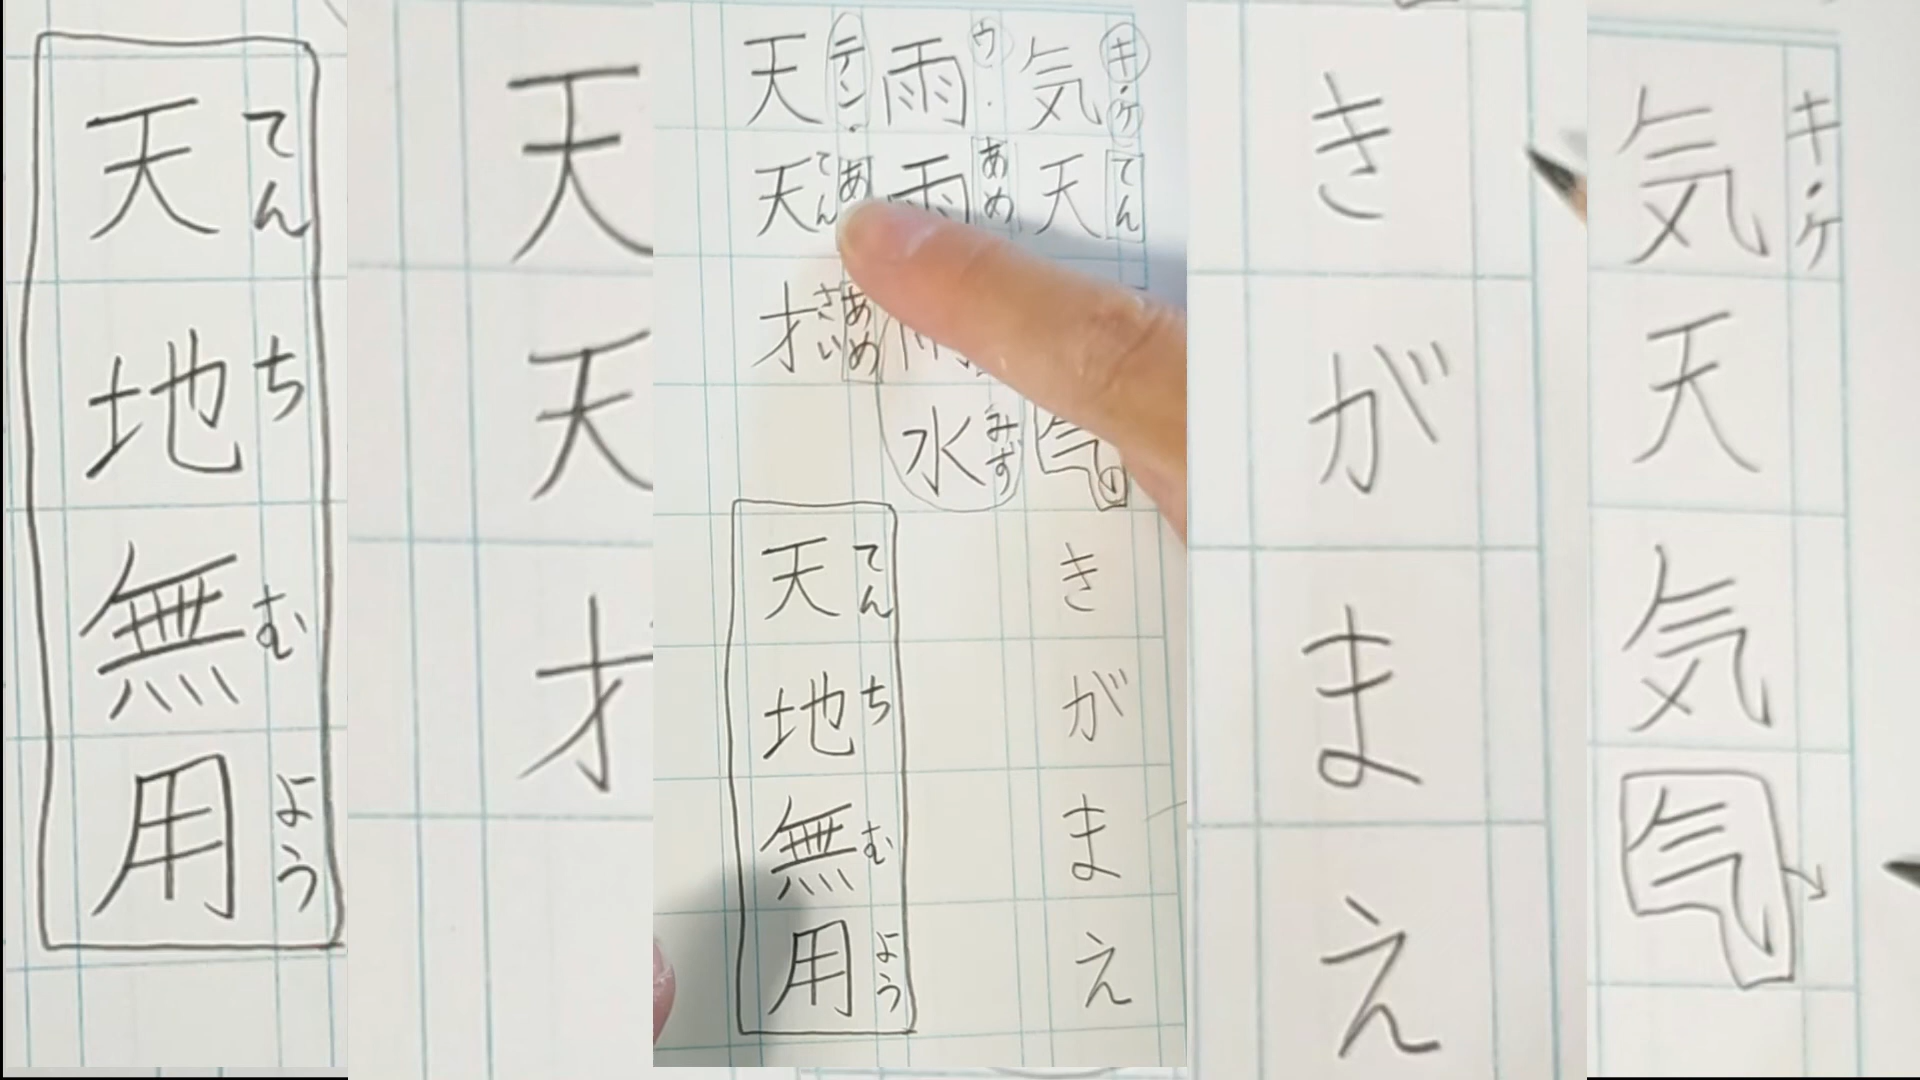 気天気气
キ・ケ
きがまえ
キ・ケ
てん
気天
气
きがまえ
ウ・
あめ
みず
雨雨
水
テン・
あめ
てんさい
天天才
てんちむよう
天地無用
天天才
てんちむよう
天地無用